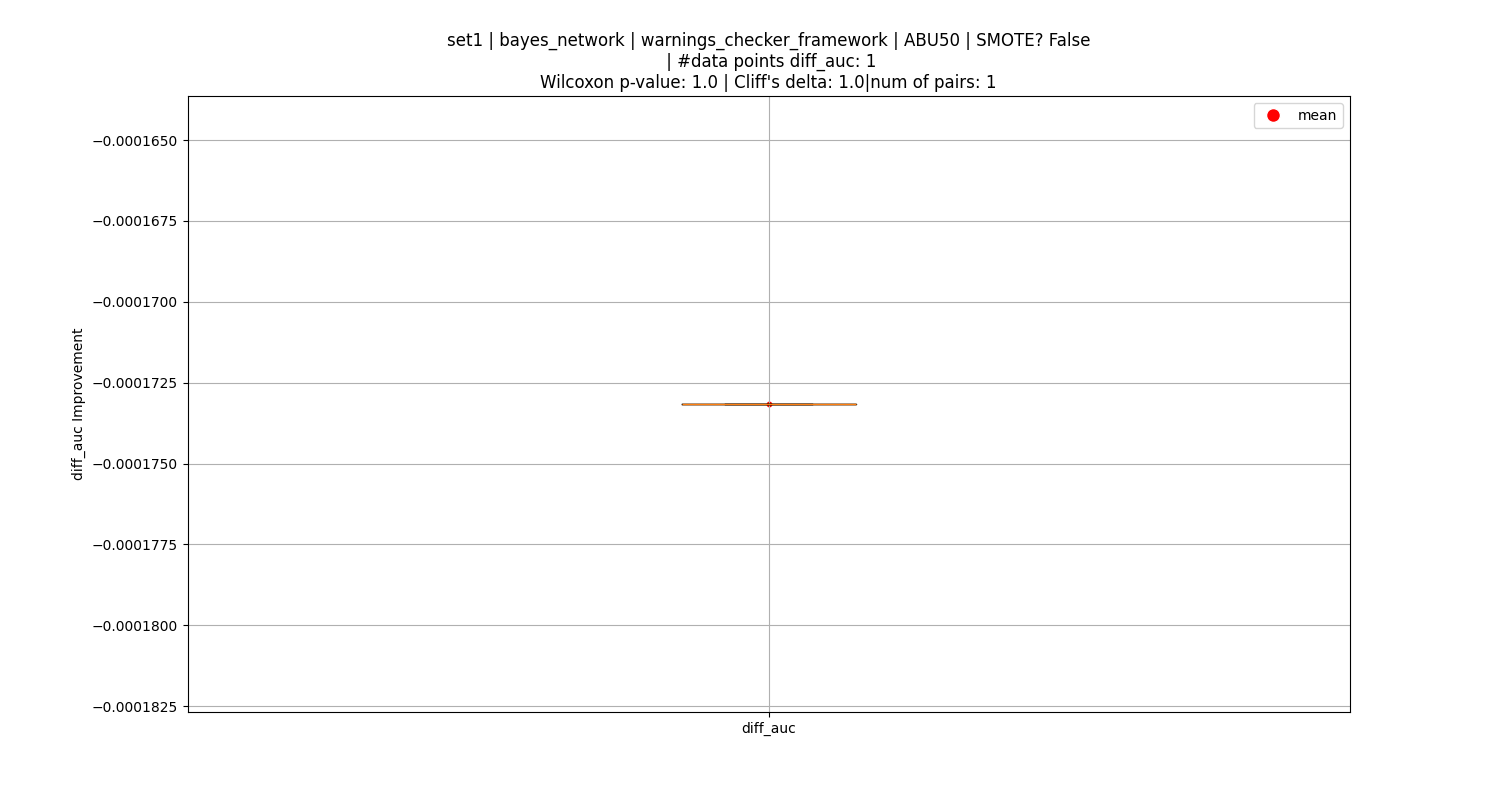 set1 | bayes_network | warnings_checker_framework | ABU50 | SMOTE? False
| #data points diff_auc: 1
Wilcoxon p-value: 1.0 | Cliff's delta: 1.0|num of pairs: 1
mean
−0.0001650
−0.0001675
−0.0001700
−0.0001725
−0.0001750
−0.0001775
−0.0001800
−0.0001825
diff_auc Improvement
diff_auc